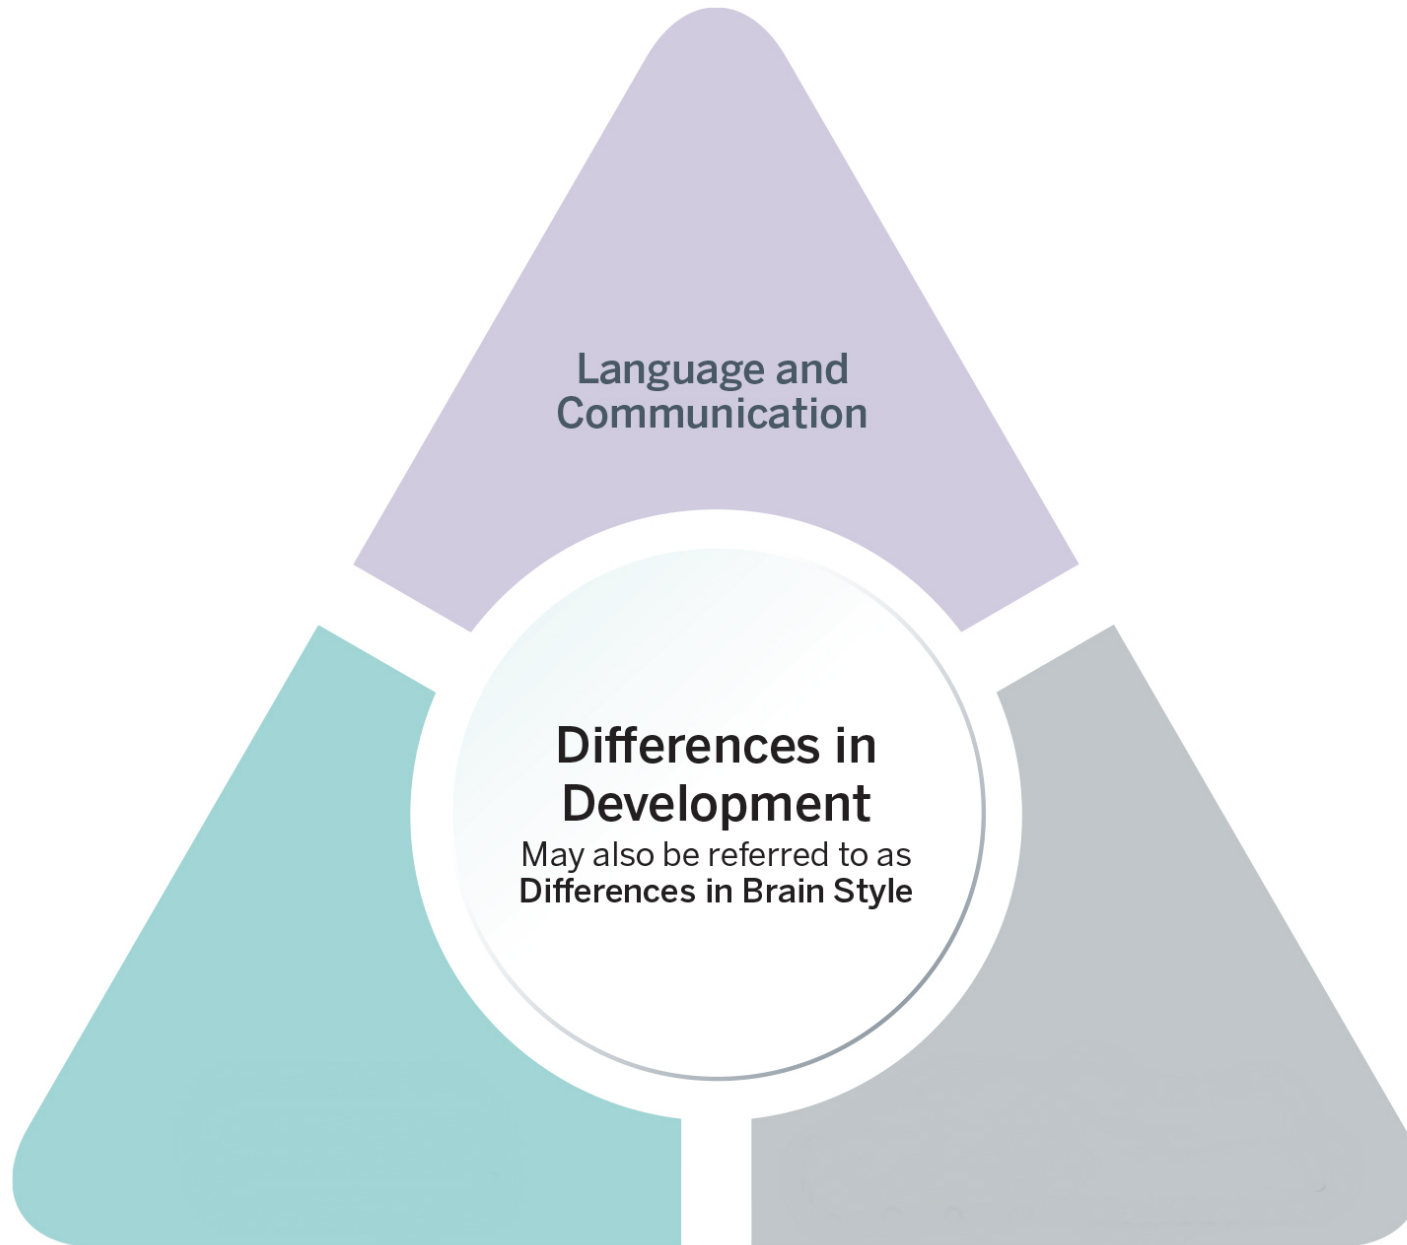 Language and
Communication
Differences in
Development
May also be referred to as
Differences in Brain Style